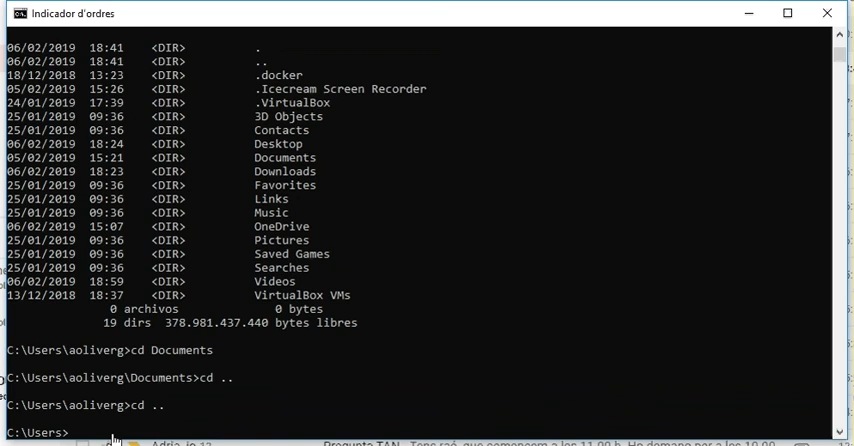 Indicador d'ordres
06/02/2019  18:41    <DIR>          .
06/02/2019  18:41    <DIR>          ..
18/12/2018  13:23    <DIR>          .docker
05/02/2019  15:26    <DIR>          .Icecream Screen Recorder
24/01/2019  17:39    <DIR>          .VirtualBox
25/01/2019  09:36    <DIR>          3D Objects
25/01/2019  09:36    <DIR>          Contacts
06/02/2019  18:24    <DIR>          Desktop
05/02/2019  15:21    <DIR>          Documents
06/02/2019  18:23    <DIR>          Downloads
25/01/2019  09:36    <DIR>          Favorites
25/01/2019  09:36    <DIR>          Links
25/01/2019  09:36    <DIR>          Music
06/02/2019  15:07    <DIR>          OneDrive
25/01/2019  09:36    <DIR>          Pictures
25/01/2019  09:36    <DIR>          Saved Games
25/01/2019  09:36    <DIR>          Searches
06/02/2019  18:59    <DIR>          Videos
13/12/2018  18:37    <DIR>          VirtualBox VMs
0 archivos              0 bytes
19 dirs  378.981.437.440 bytes libres
C:\Users\aoliverg>cd Documents
C:\Users\aoliverg\Documents>cd ..
C:\Users\aoliverg>cd ..
C:\Users>